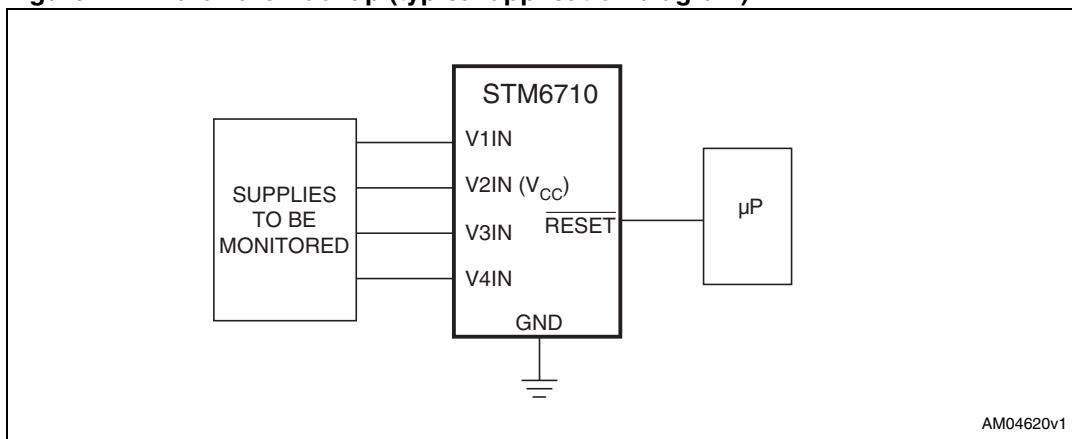 STM6710
V1IN
V2IN (VCC)
V3IN
V4IN
RESET
GND
SUPPLIES
TO BE
MONITORED
µP
AM04620v1